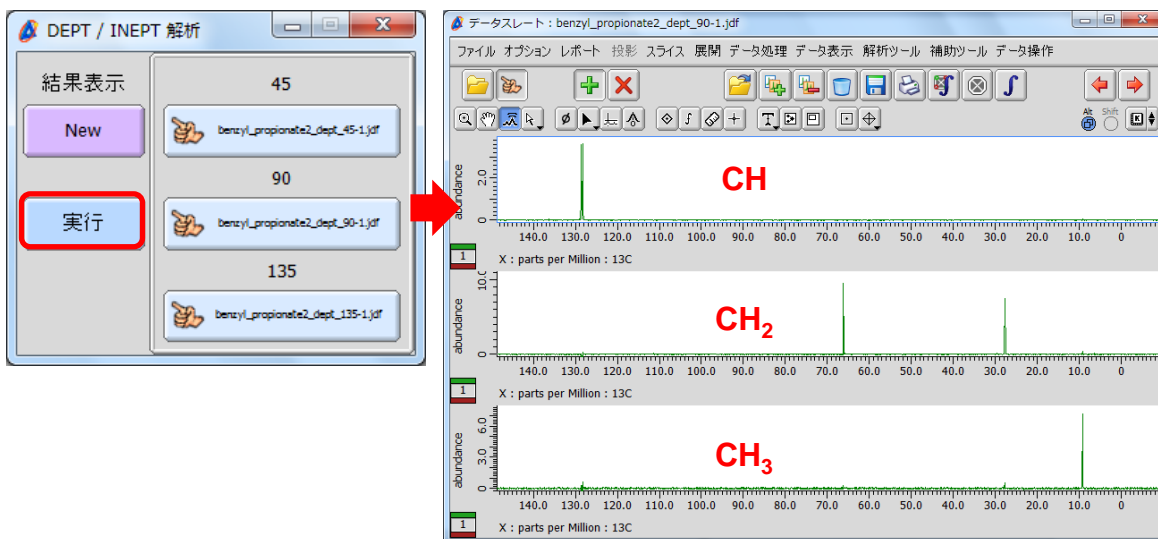 DEPT / INEPT 解析
結果表示
New
実行
45
benzyl_propionate2_dept_45-1.jdf
90
benzyl_propionate2_dept_90-1.jdf
135
benzyl_propionate2_dept_135-1.jdf
データスレート：benzyl_propionate2_dept_90-1.jdf
ファイル オプション レポート 投影 スライス 展開 データ処理 データ表示 解析ツール 補助ツール データ操作
Alt Shift
abundance
2.0
0
CH
140.0 130.0 120.0 110.0 100.0 90.0 80.0 70.0 60.0 50.0 40.0 30.0 20.0 10.0 0
1
X : parts per Million : 13C
abundance
10.0
0
CH₂
140.0 130.0 120.0 110.0 100.0 90.0 80.0 70.0 60.0 50.0 40.0 30.0 20.0 10.0 0
1
X : parts per Million : 13C
abundance
6.0
3.0
0
CH₃
140.0 130.0 120.0 110.0 100.0 90.0 80.0 70.0 60.0 50.0 40.0 30.0 20.0 10.0 0
1
X : parts per Million : 13C